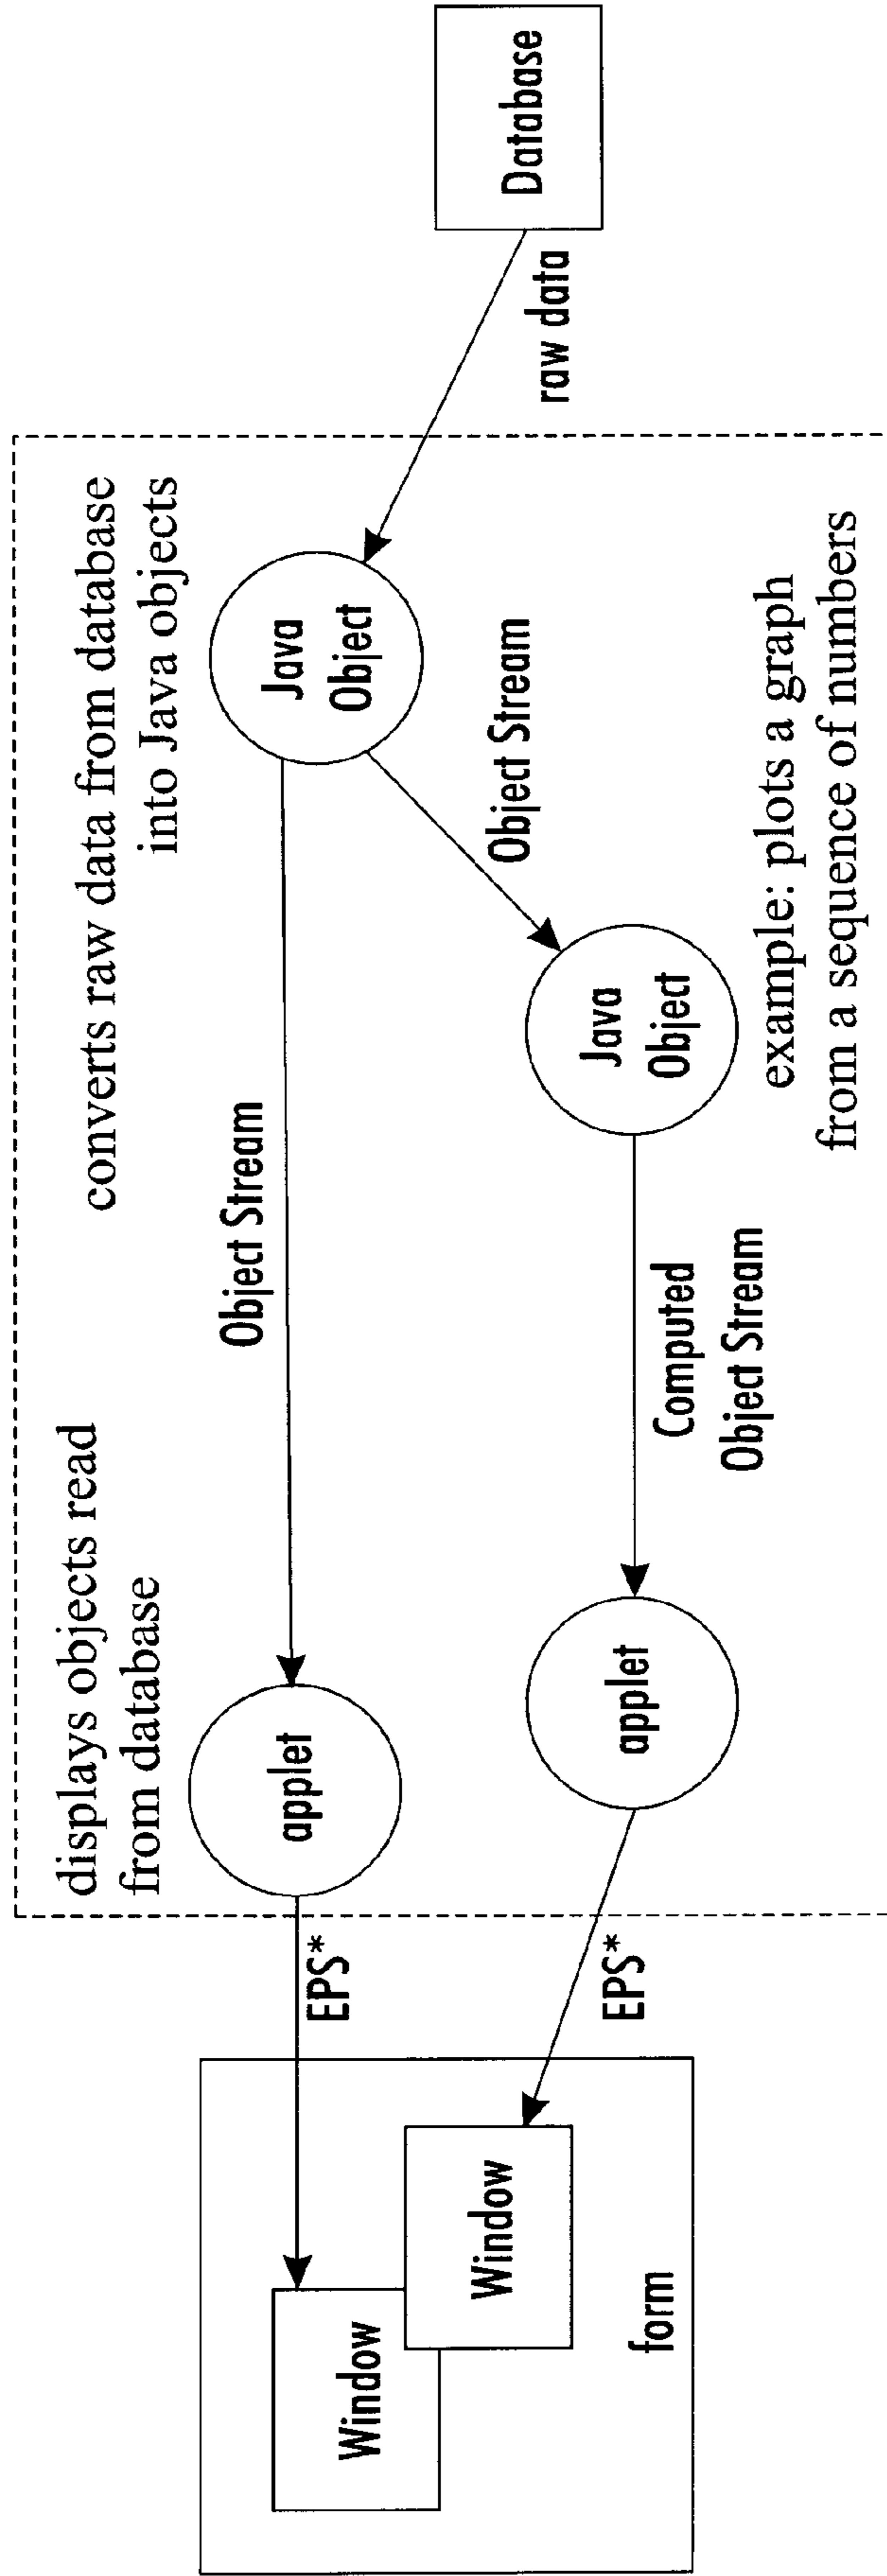 displays objects read
from database
converts raw data from database
into Java objects
EPS*
applet
Object Stream
Java
Object
raw data
Database
Window
Window
form
EPS*
applet
Computed
Object Stream
Java
Object
Object Stream
example: plots a graph
from a sequence of numbers